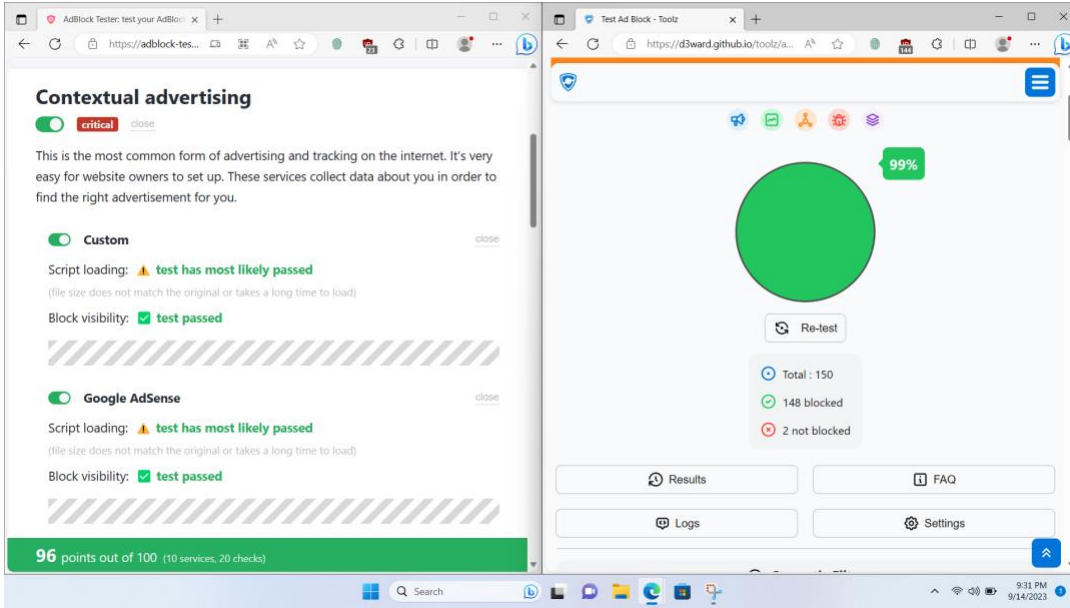 AdBlock Tester: test your AdBloc
https://adblock-tes...
23
Contextual advertising
critical close
This is the most common form of advertising and tracking on the internet. It's very
easy for website owners to set up. These services collect data about you in order to
find the right advertisement for you.
Custom close
Script loading: ⚠ test has most likely passed
(file size does not match the original or takes a long time to load)
Block visibility: ✅ test passed
Google AdSense close
Script loading: ⚠ test has most likely passed
(file size does not match the original or takes a long time to load)
Block visibility: ✅ test passed
96 points out of 100 (10 services, 20 checks)
Test Ad Block - Toolz
https://d3ward.github.io/toolz/a...
144
99%
Re-test
Total : 150
148 blocked
2 not blocked
Results
FAQ
Logs
Settings
Search
9:31 PM
9/14/2023
1